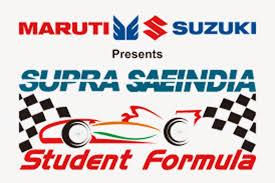 MARUTI SUZUKI
Presents
SUPRA SAEINDIA
Student Formula